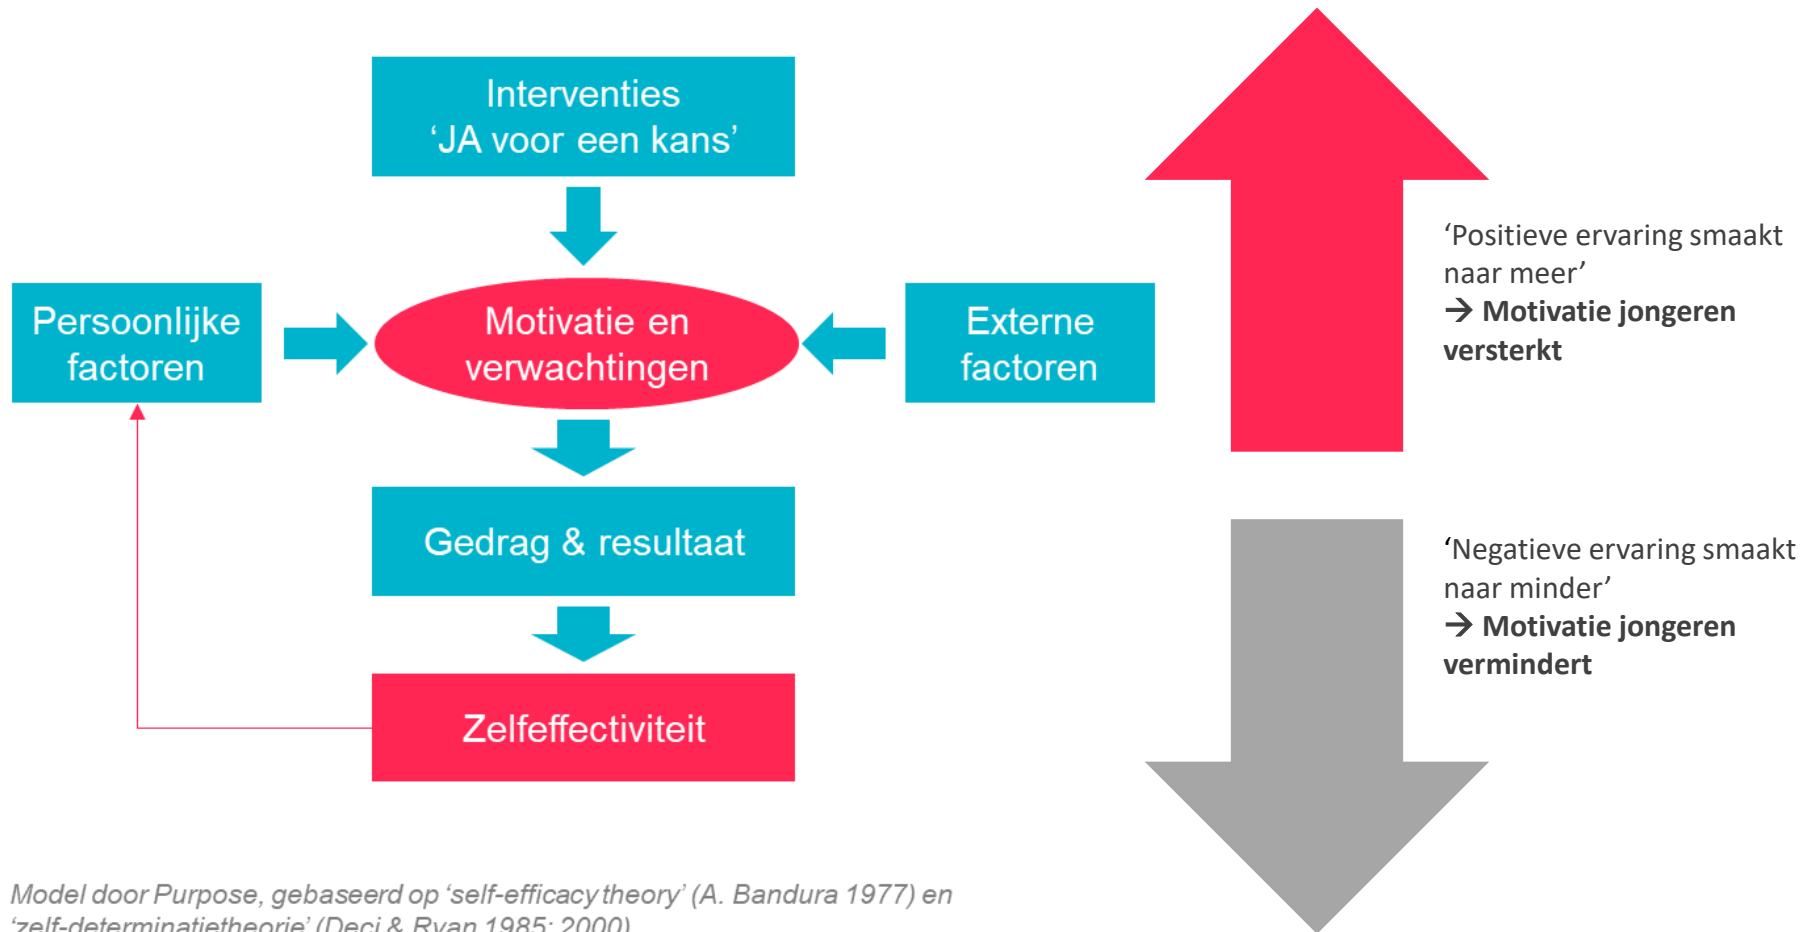 Interventies
‘JA voor een kans’
Persoonlijke
factoren
Motivatie en
verwachtingen
Externe
factoren
Gedrag & resultaat
Zelfeffectiviteit
‘Positieve ervaring smaakt
naar meer’
→ Motivatie jongeren
versterkt
‘Negatieve ervaring smaakt
naar minder’
→ Motivatie jongeren
vermindert
Model door Purpose, gebaseerd op ‘self-efficacy theory’ (A. Bandura 1977) en
‘zelf-determinatietheorie’ (Deci & Ryan 1985; 2000)